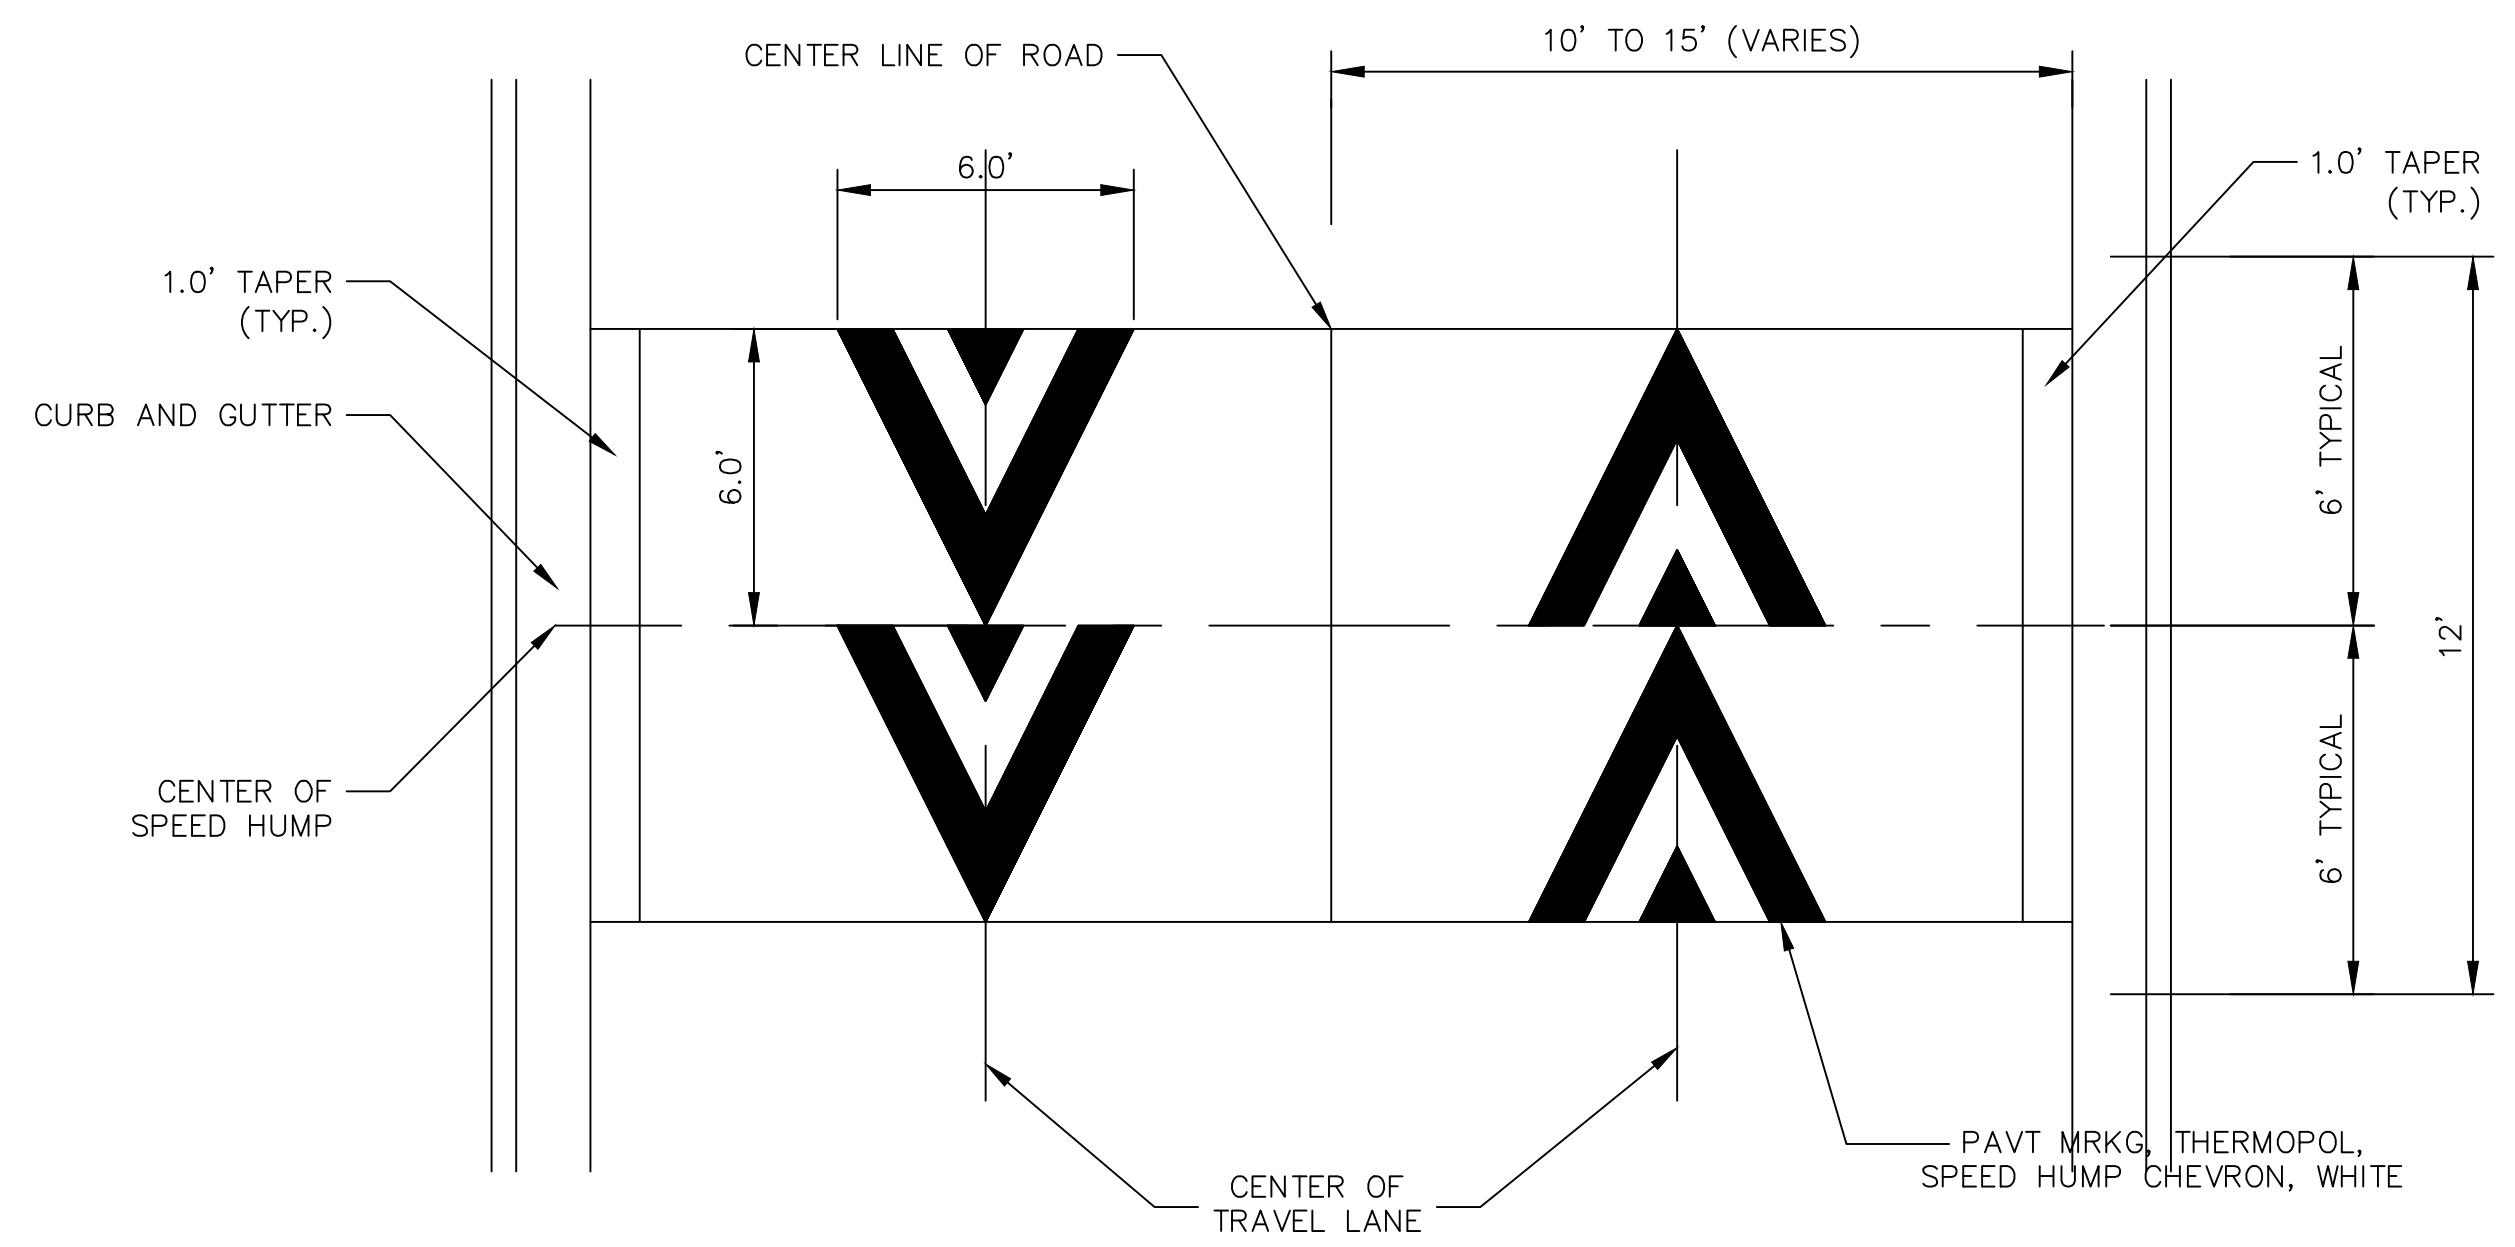 CENTER LINE OF ROAD
10' TO 15' (VARIES)
6.0'
1.0' TAPER
(TYP.)
1.0' TAPER
(TYP.)
CURB AND GUTTER
6.0'
6' TYPICAL
12'
CENTER OF
SPEED HUMP
6' TYPICAL
PAVT MRKG, THERMOPOL,
SPEED HUMP CHEVRON, WHITE
CENTER OF
TRAVEL LANE